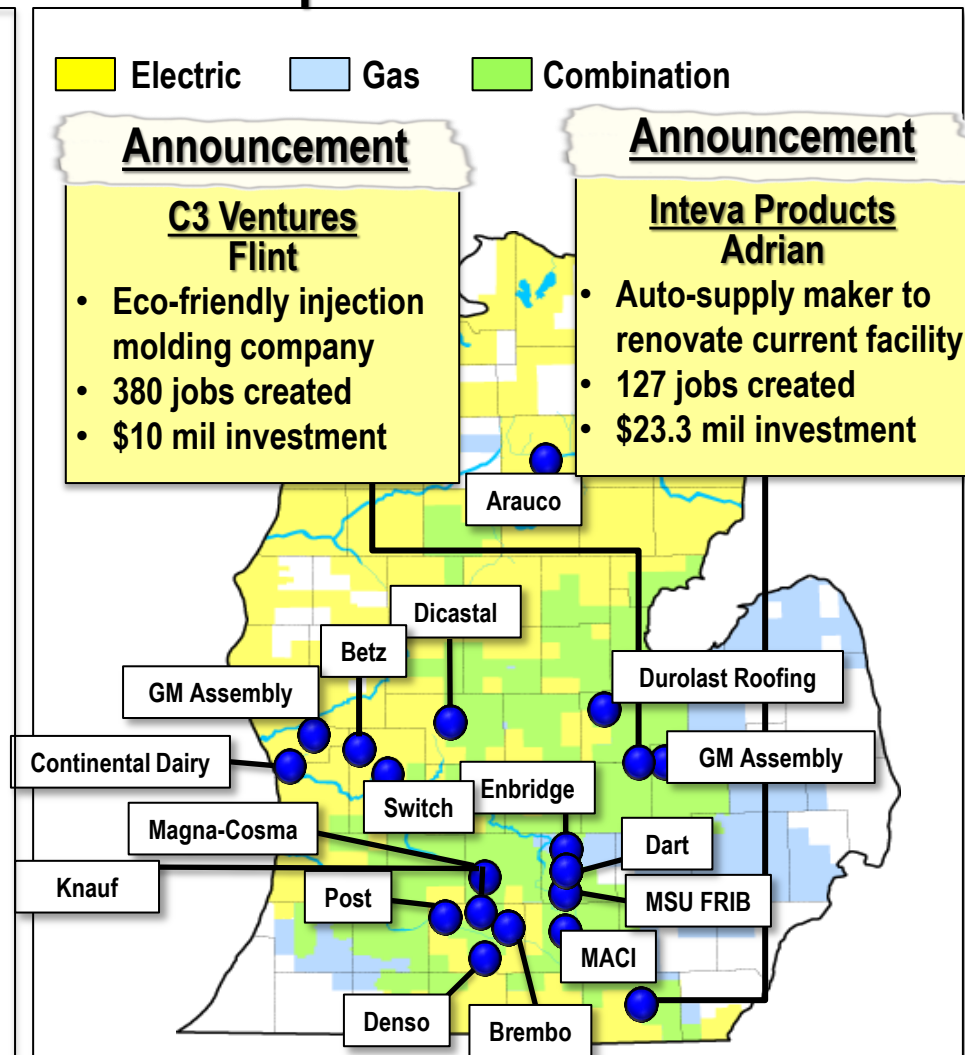 Electric
Gas
Combination
Announcement
C3 Ventures
Flint
• Eco-friendly injection
molding company
• 380 jobs created
• $10 mil investment
Announcement
Inteva Products
Adrian
• Auto-supply maker to
renovate current facility
• 127 jobs created
• $23.3 mil investment
Arauco
Dicastal
Betz
GM Assembly
Durolast Roofing
Continental Dairy
GM Assembly
Enbridge
Switch
Magna-Cosma
Dart
Knauf
Post
MSU FRIB
MACI
Denso
Brembo